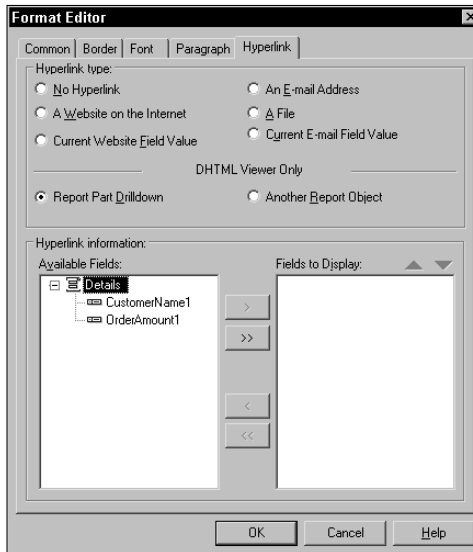 Format Editor
Common Border Font Paragraph Hyperlink
Hyperlink type:
No Hyperlink
An E-mail Address
A Website on the Internet
A File
Current Website Field Value
Current E-mail Field Value
DHTML Viewer Only
Report Part Drilldown
Another Report Object
Hyperlink information:
Available Fields:
Fields to Display:
Details
CustomerName1
OrderAmount1
>
>>
<
<<
OK Cancel Help